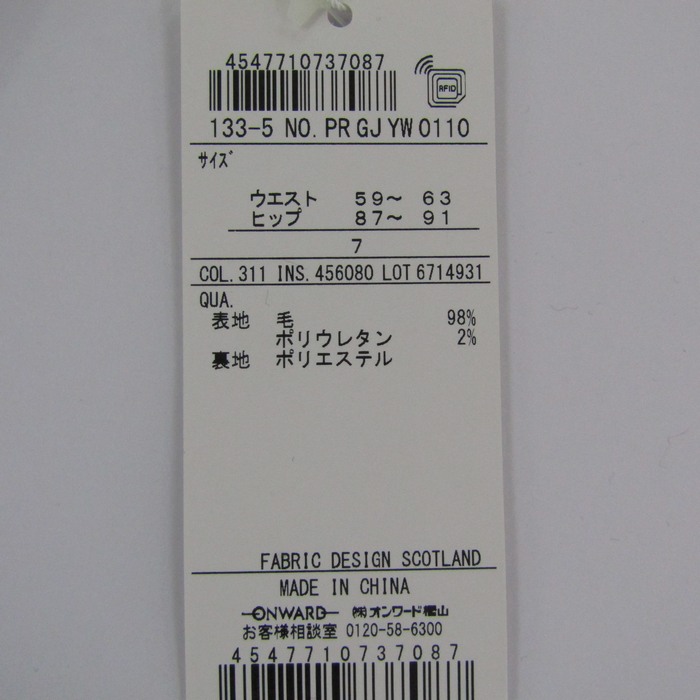 4547710737087
RFID
133-5 NO. PR GJ YW 0110
ｻｲｽﾞ
ウエスト 59～ 63
ヒップ 87～ 91
7
COL. 311 INS. 456080 LOT 6714931
QUA.
表地 毛 98%
ポリウレタン 2%
裏地 ポリエステル
FABRIC DESIGN SCOTLAND
MADE IN CHINA
ONWARD ㈱オンワード樫山
お客様相談室 0120-58-6300
4547710737087